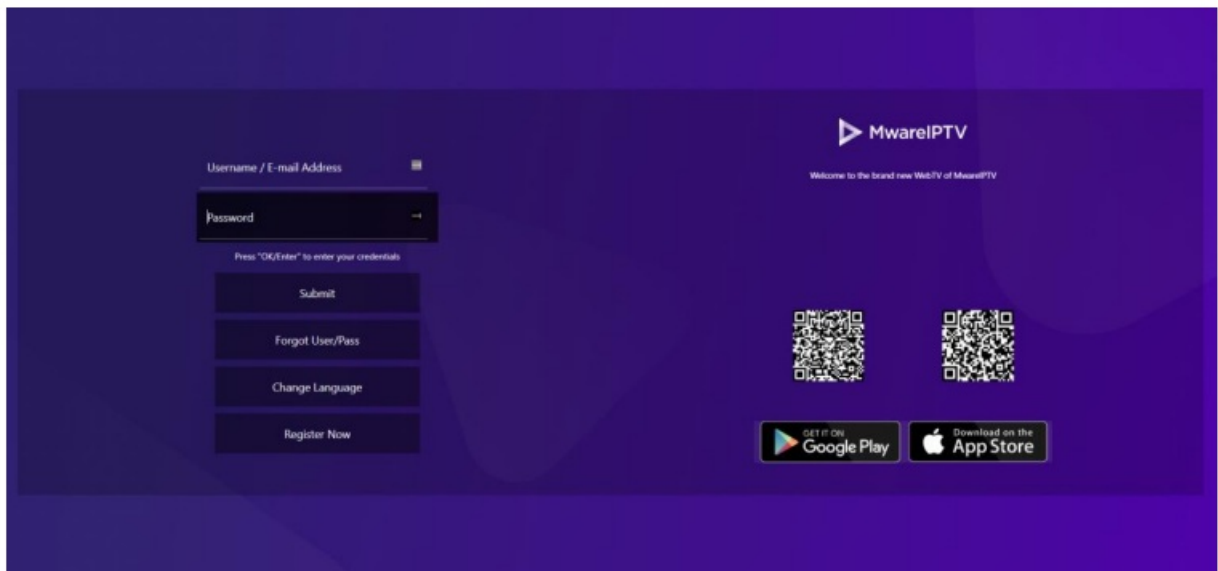 Username / E-mail Address
Password
Press "OK/Enter" to enter your credentials
Submit
Forgot User/Pass
Change Language
Register Now
MwareIPTV
Welcome to the brand new WebTV of MwareIPTV
GET IT ON
Google Play
Download on the
App Store